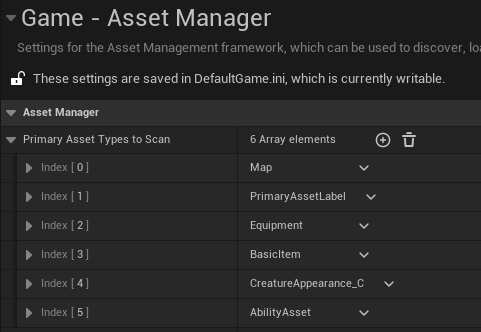 Game - Asset Manager
Settings for the Asset Management framework, which can be used to discover, loa
These settings are saved in DefaultGame.ini, which is currently writable.
Asset Manager
Primary Asset Types to Scan 6 Array elements
Index [ 0 ] Map
Index [ 1 ] PrimaryAssetLabel
Index [ 2 ] Equipment
Index [ 3 ] BasicItem
Index [ 4 ] CreatureAppearance_C
Index [ 5 ] AbilityAsset